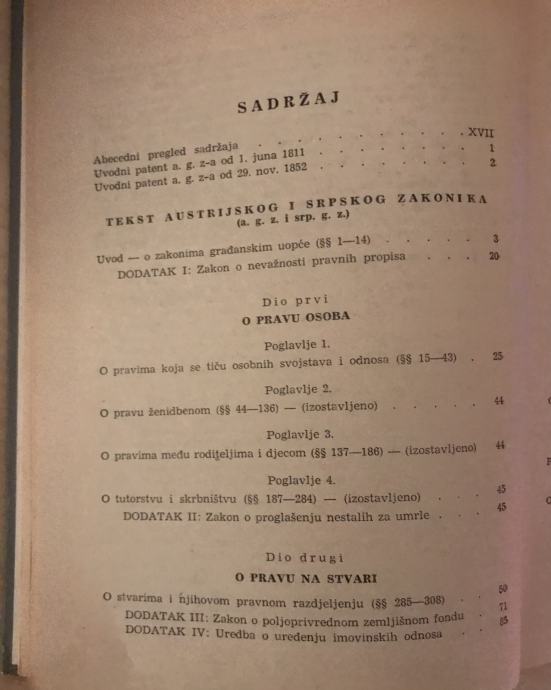 SADRŽAJ
Abecedni pregled sadržaja . . . . . . . . . . XVII
Uvodni patent a. g. z-a od 1. juna 1811 . . . . . . . 1
Uvodni patent a. g. z-a od 29. nov. 1852 . . . . . . . 2
TEKST AUSTRIJSKOG I SRPSKOG ZAKONIKA
(a. g. z. i srp. g. z.)
Uvod — o zakonima građanskim uopće (§§ 1—14) . . . . . 3
DODATAK I: Zakon o nevažnosti pravnih propisa . . . 20
Dio prvi
O PRAVU OSOBA
Poglavlje 1.
O pravima koja se tiču osobnih svojstava i odnosa (§§ 15—43) . 25
Poglavlje 2.
O pravu ženidbenom (§§ 44—136) — (izostavljeno) . . . . . 44
Poglavlje 3.
O pravima među roditeljima i djecom (§§ 137—186) — (izostavljeno) 44
Poglavlje 4.
O tutorstvu i skrbništvu (§§ 187—284) — (izostavljeno) . . . 45
DODATAK II: Zakon o proglašenju nestalih za umrle . . . 45
Dio drugi
O PRAVU NA STVARI
O stvarima i njihovom pravnom razdjeljenju (§§ 285—308) . . 50
DODATAK III: Zakon o poljoprivrednom zemljišnom fondu . 71
DODATAK IV: Uredba o uređenju imovinskih odnosa . . 85